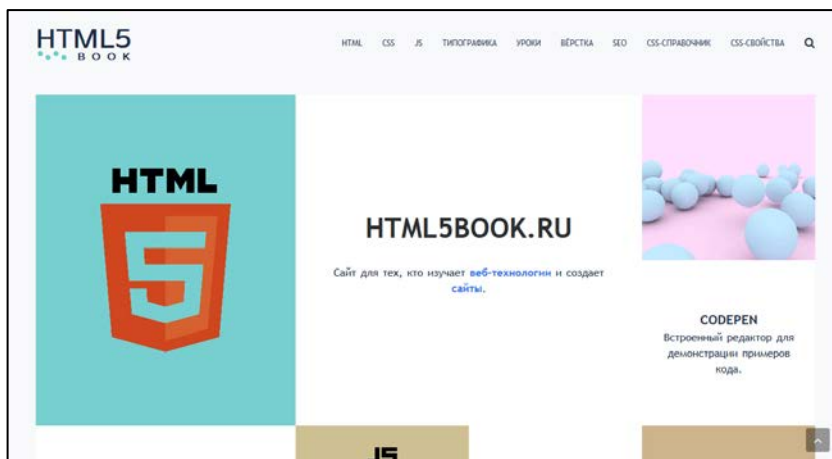 HTML5
BOOK
HTML CSS JS ТИПОГРАФИКА УРОКИ ВЁРСТКА SEO CSS-СПРАВОЧНИК CSS-СВОЙСТВА
HTML
5
HTML5BOOK.RU
Сайт для тех, кто изучает веб-технологии и создает
сайты.
CODEPEN
Встроенный редактор для
демонстрации примеров
кода.
JS